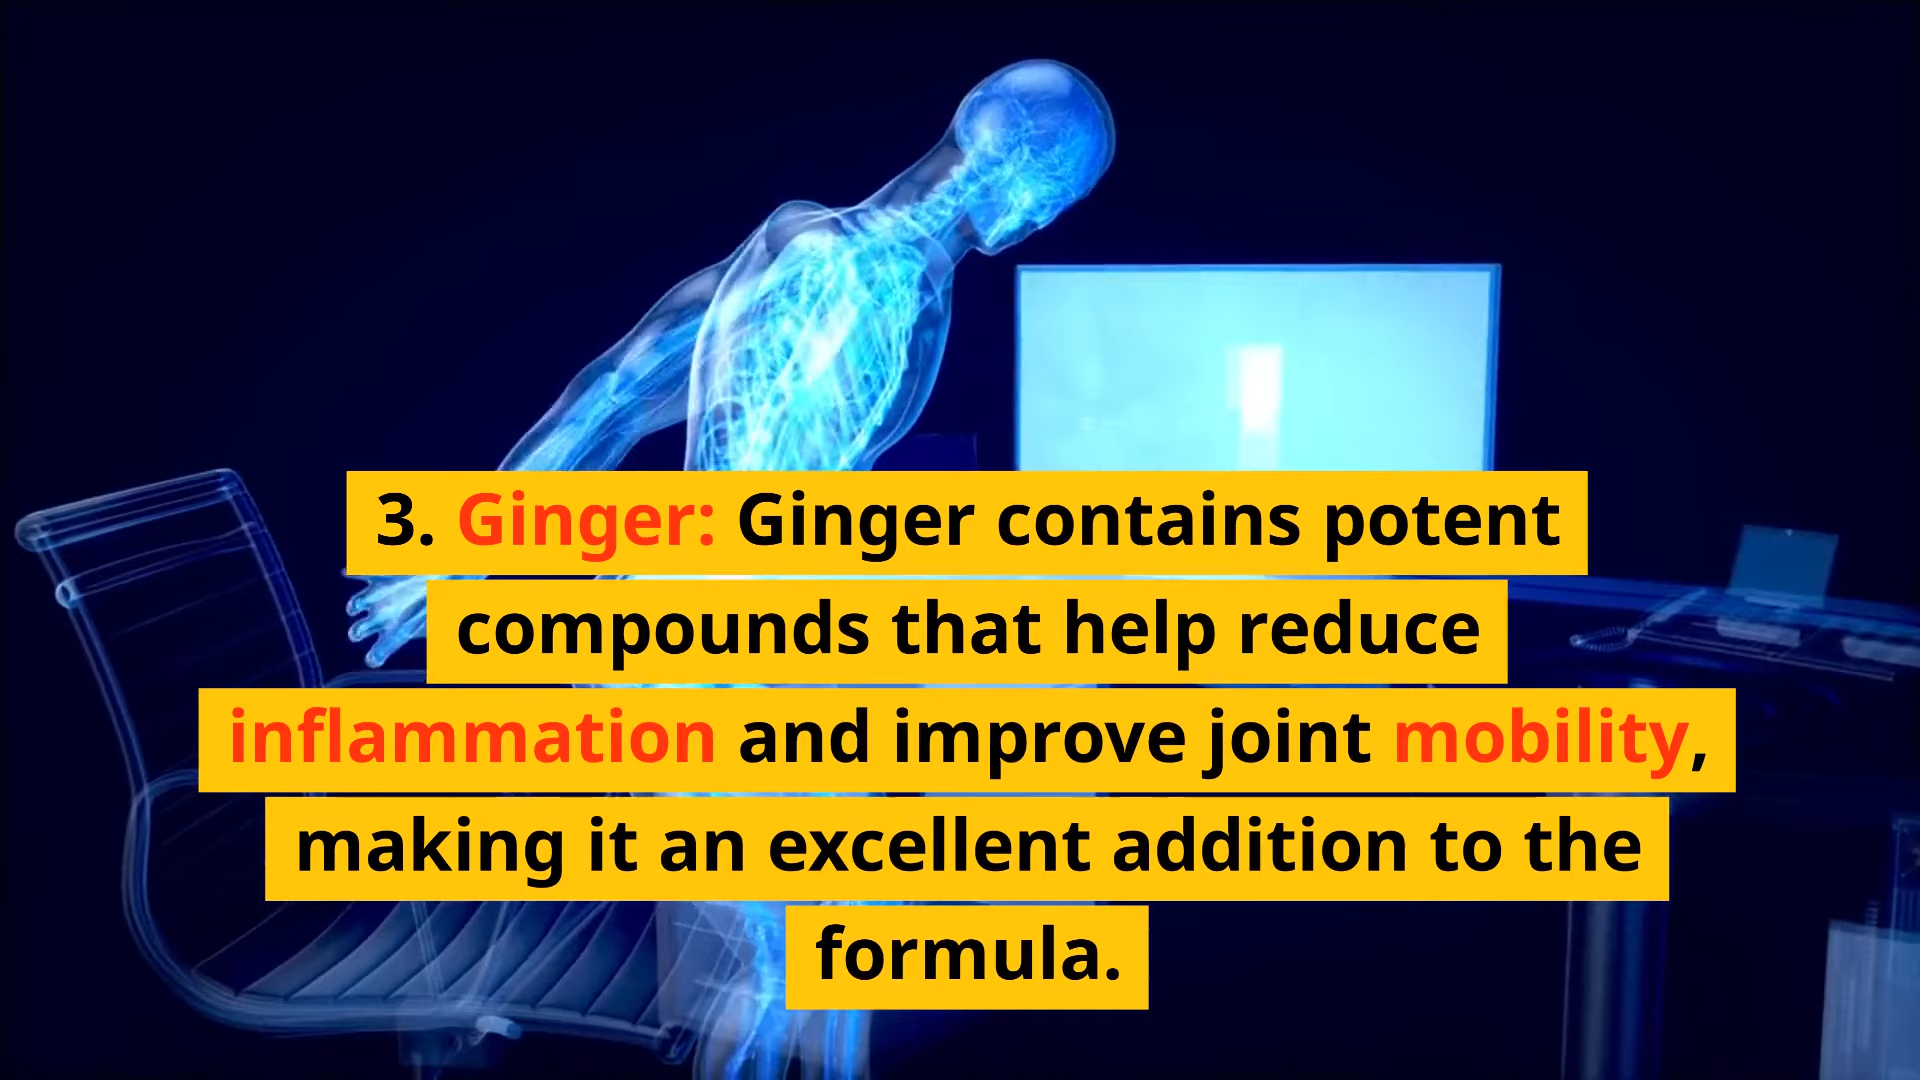 3. Ginger: Ginger contains potent
compounds that help reduce
inflammation and improve joint mobility,
making it an excellent addition to the
formula.